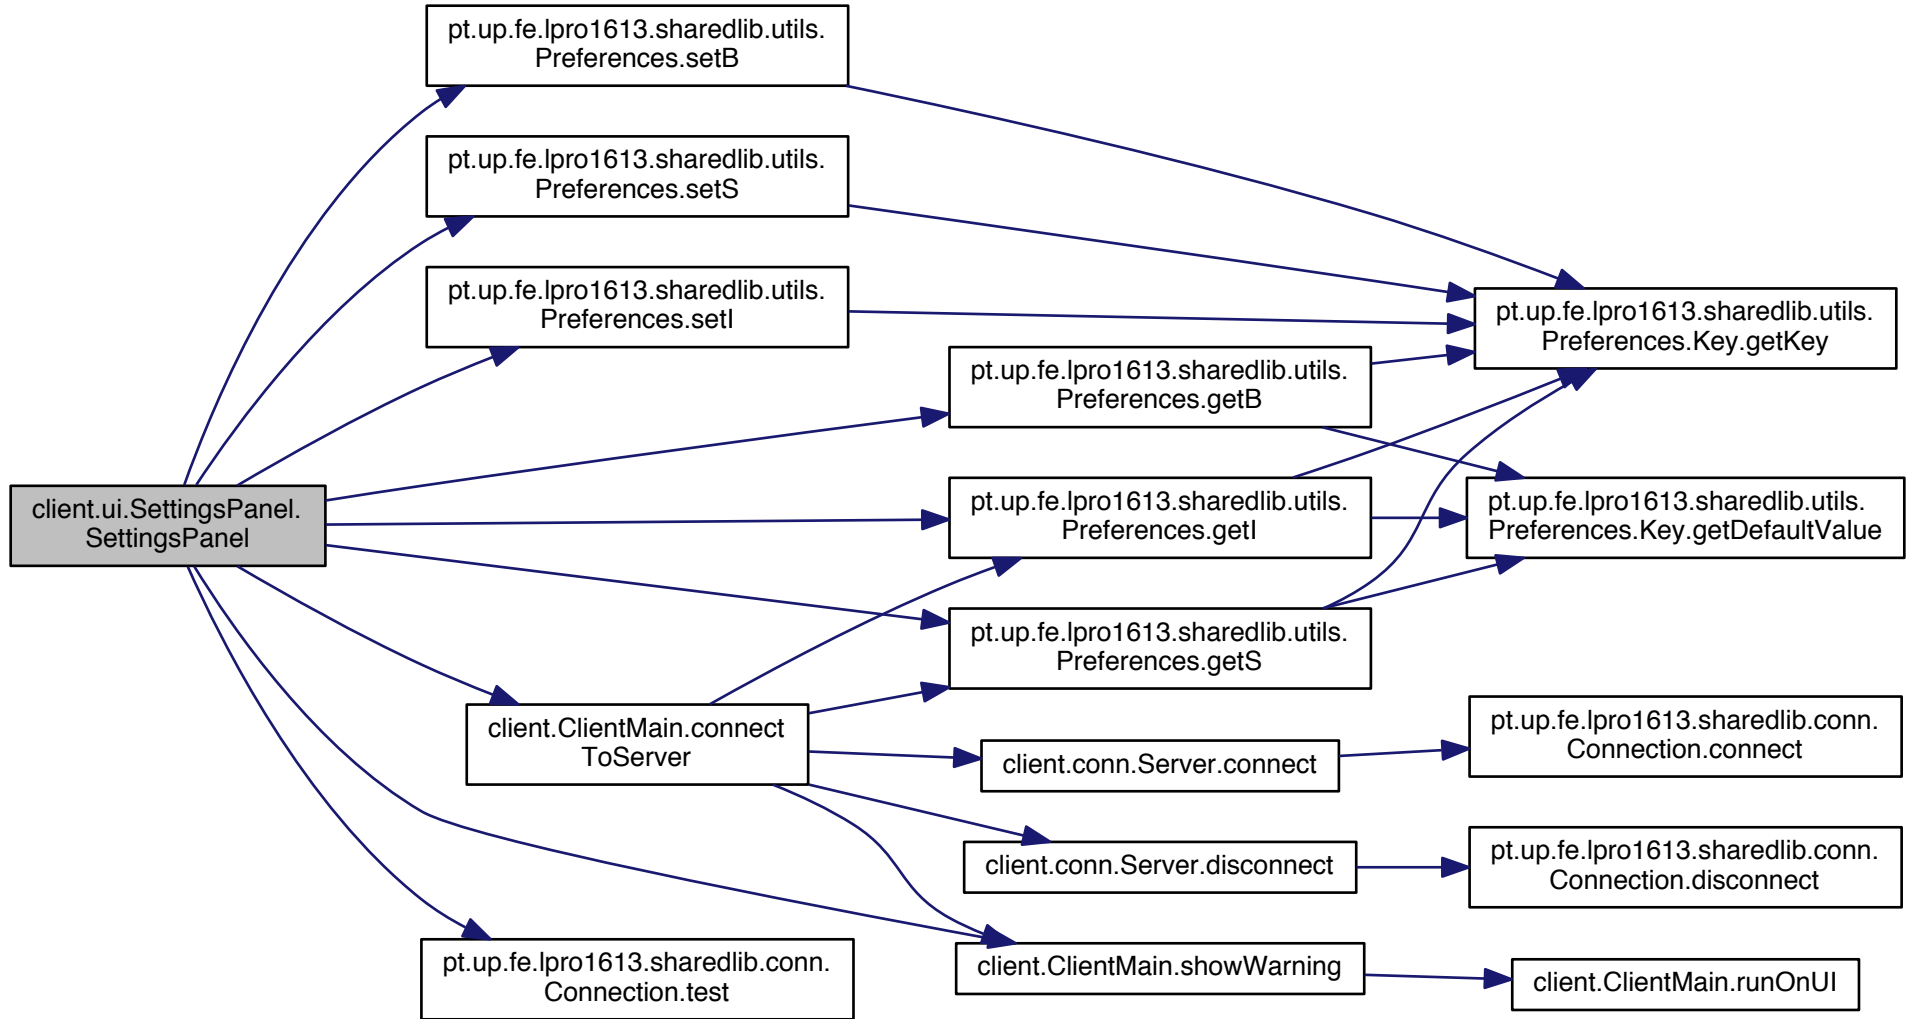 pt.up.fe.lpro1613.sharedlib.utils.
Preferences.setB
pt.up.fe.lpro1613.sharedlib.utils.
Preferences.setS
pt.up.fe.lpro1613.sharedlib.utils.
Preferences.setI
pt.up.fe.lpro1613.sharedlib.utils.
Preferences.Key.getKey
pt.up.fe.lpro1613.sharedlib.utils.
Preferences.getB
client.ui.SettingsPanel.
SettingsPanel
pt.up.fe.lpro1613.sharedlib.utils.
Preferences.getI
pt.up.fe.lpro1613.sharedlib.utils.
Preferences.Key.getDefaultValue
pt.up.fe.lpro1613.sharedlib.utils.
Preferences.getS
client.ClientMain.connect
ToServer
client.conn.Server.connect
pt.up.fe.lpro1613.sharedlib.conn.
Connection.connect
client.conn.Server.disconnect
pt.up.fe.lpro1613.sharedlib.conn.
Connection.disconnect
pt.up.fe.lpro1613.sharedlib.conn.
Connection.test
client.ClientMain.showWarning
client.ClientMain.runOnUI